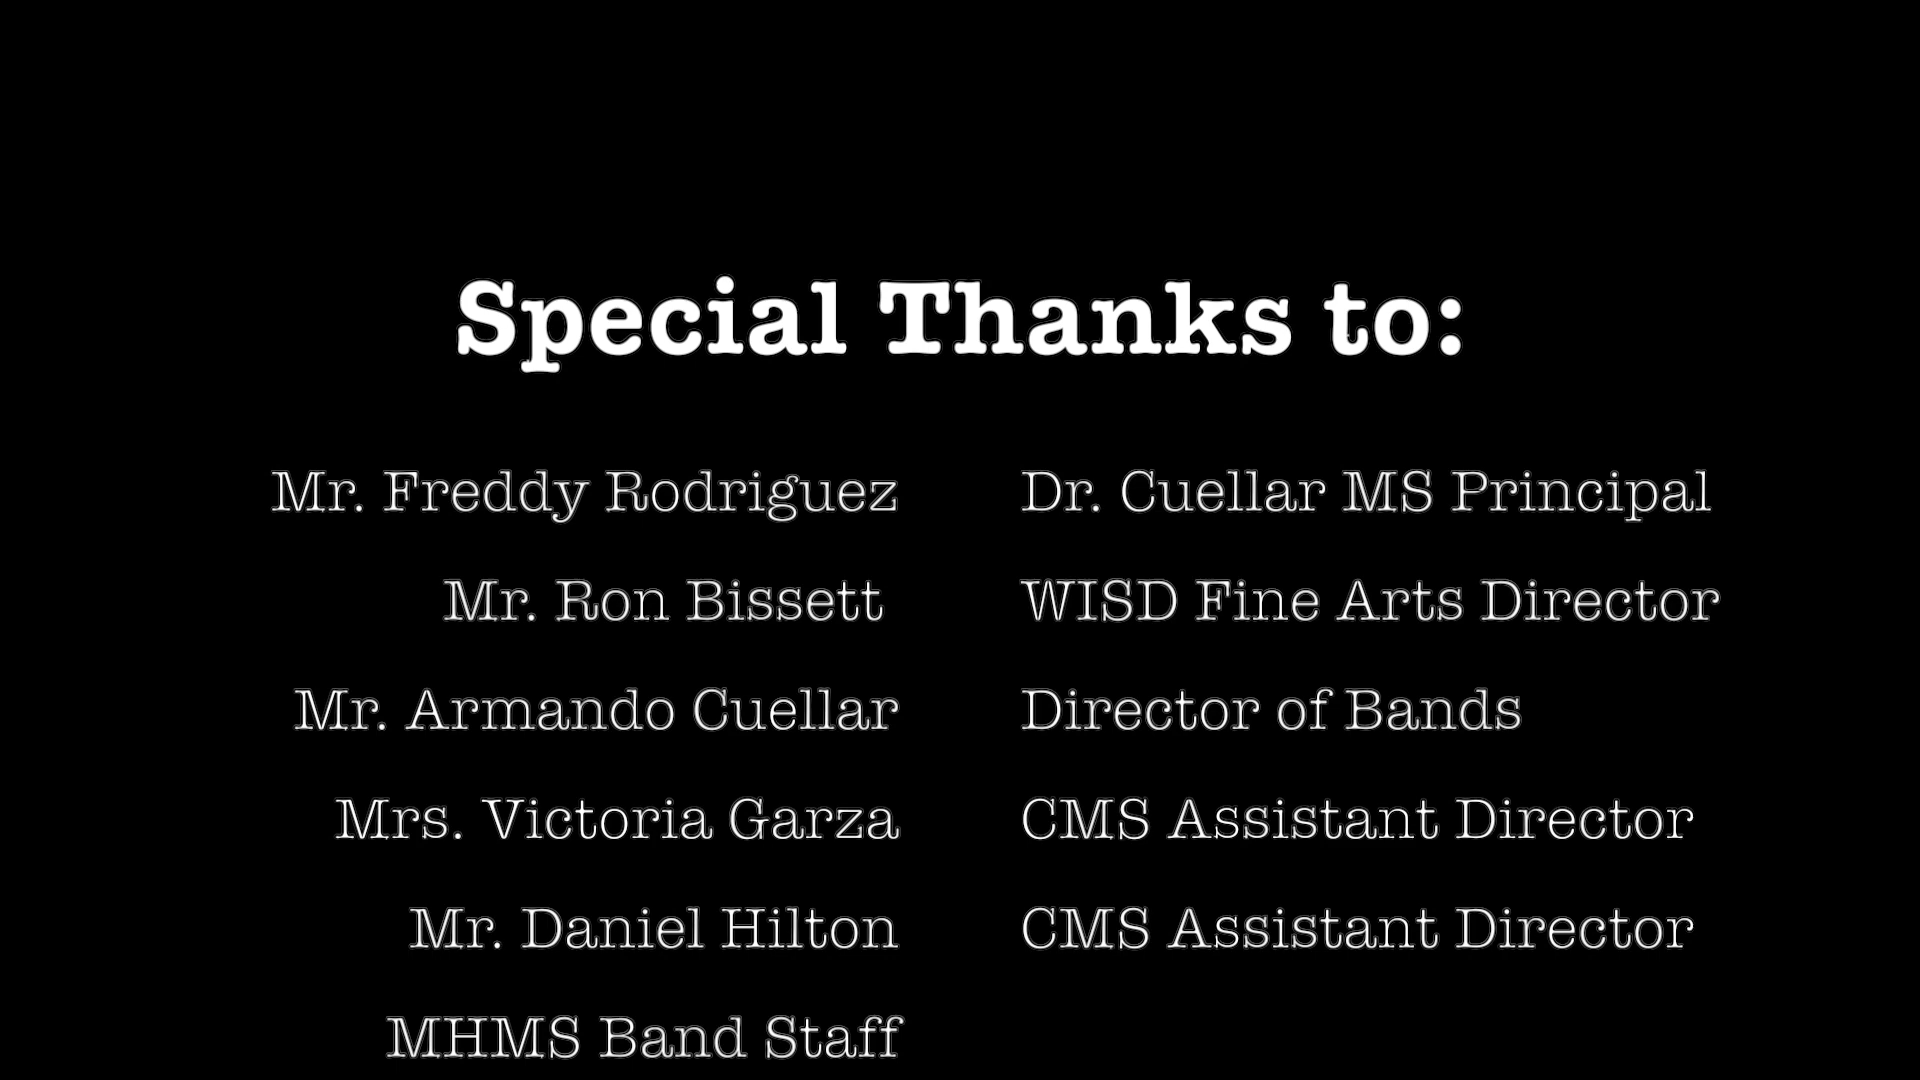 Special Thanks to:
Mr. Freddy Rodriguez Dr. Cuellar MS Principal
Mr. Ron Bissett WISD Fine Arts Director
Mr. Armando Cuellar Director of Bands
Mrs. Victoria Garza CMS Assistant Director
Mr. Daniel Hilton CMS Assistant Director
MHMS Band Staff